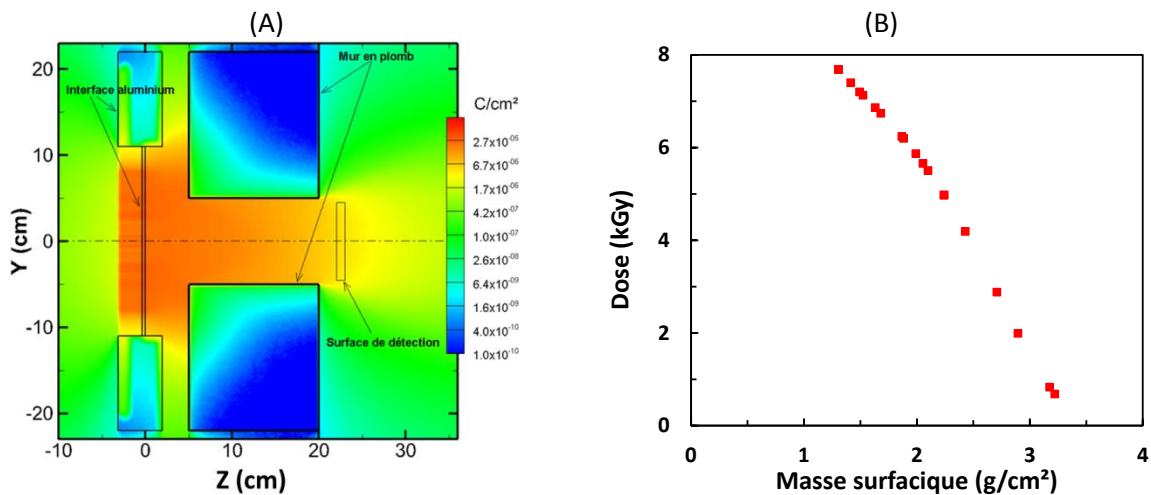 (A)
(B)
Mur en plomb
Interface aluminium
C/cm²
2.7x10⁻⁰⁵
6.7x10⁻⁰⁶
1.7x10⁻⁰⁶
4.2x10⁻⁰⁷
1.0x10⁻⁰⁷
2.6x10⁻⁰⁸
6.4x10⁻⁰⁹
1.6x10⁻⁰⁹
4.0x10⁻¹⁰
1.0x10⁻¹⁰
Surface de détection
20
10
0
-10
-20
Y (cm)
-10 0 10 20 30
Z (cm)
8
6
4
2
0
Dose (kGy)
0 1 2 3 4
Masse surfacique (g/cm²)